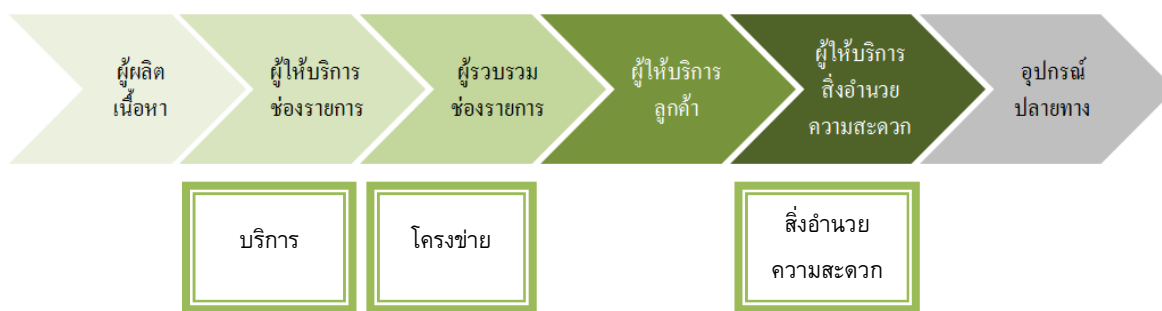 ผู้ผลิต
เนื้อหา
ผู้ให้บริการ
ช่องรายการ
ผู้รวบรวม
ช่องรายการ
ผู้ให้บริการ
ลูกค้า
ผู้ให้บริการ
สิ่งอำนวย
ความสะดวก
อุปกรณ์
ปลายทาง
บริการ
โครงข่าย
สิ่งอำนวย
ความสะดวก